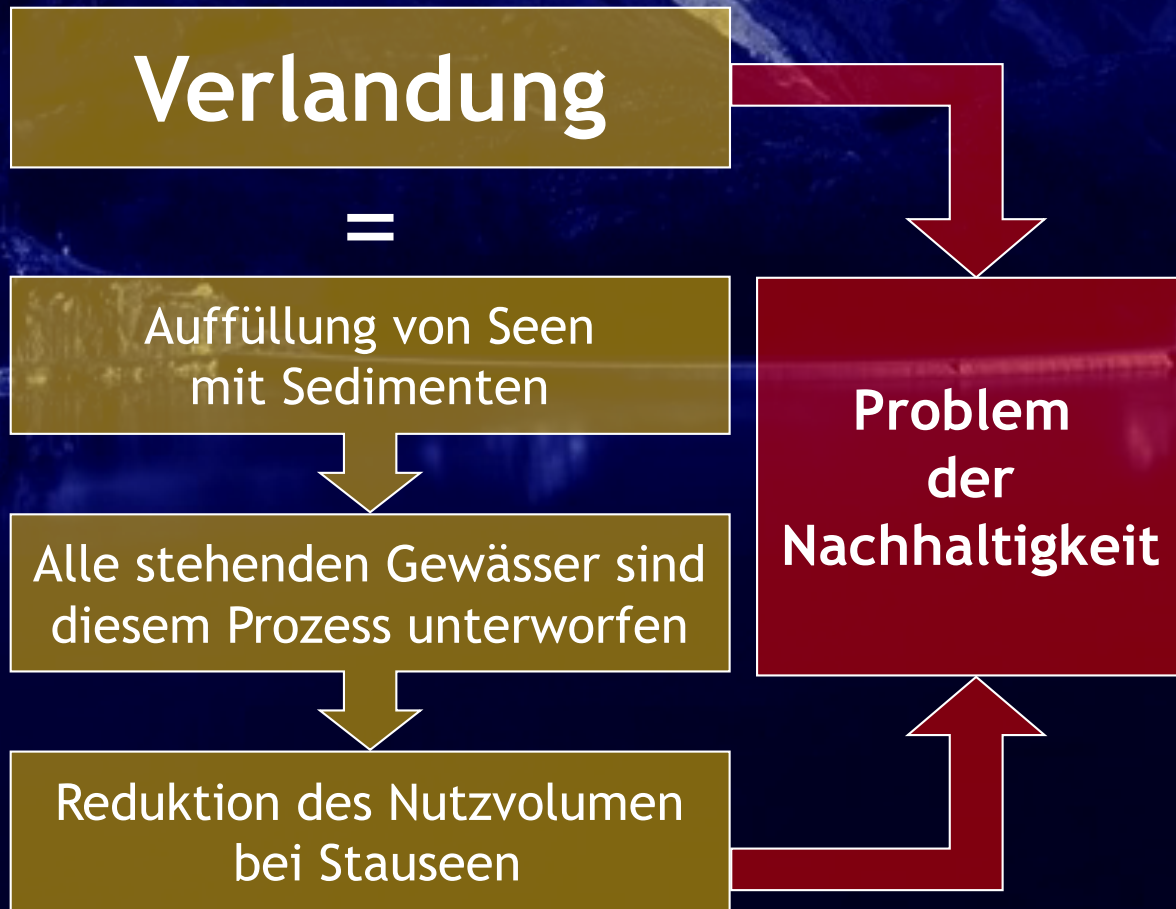 Verlandung
=
Auffüllung von Seen
mit Sedimenten
Alle stehenden Gewässer sind
diesem Prozess unterworfen
Reduktion des Nutzvolumen
bei Stauseen
Problem
der
Nachhaltigkeit